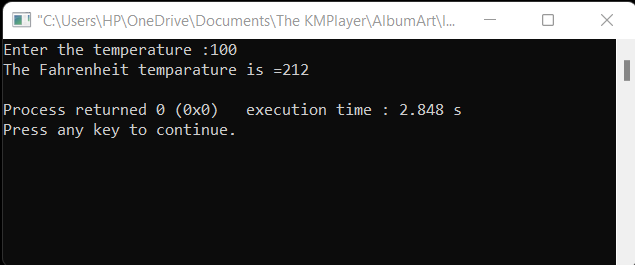 "C:\Users\HP\OneDrive\Documents\The KMPlayer\AlbumArt\I...
Enter the temperature :100
The Fahrenheit temparature is =212
Process returned 0 (0x0)   execution time : 2.848 s
Press any key to continue.